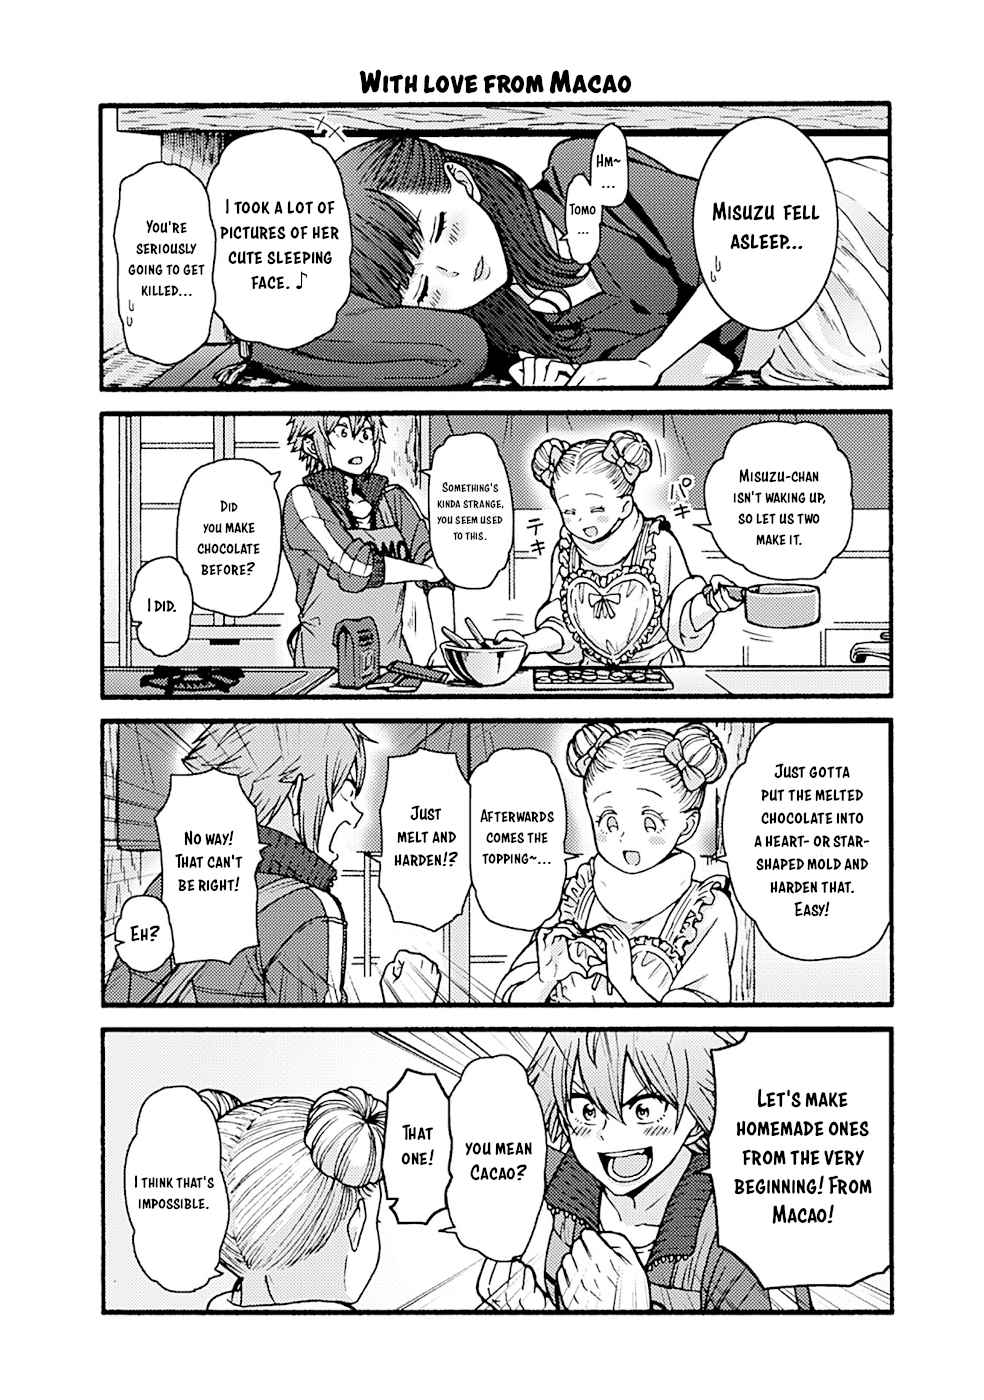 WITH LOVE FROM MACAO
MISUZU FELL
ASLEEP...
HM~
...
TOMO
...
I TOOK A LOT OF
PICTURES OF HER
CUTE SLEEPING
FACE. ♪
YOU'RE
SERIOUSLY
GOING TO GET
KILLED...
MISUZU-CHAN
ISN'T WAKING UP,
SO LET US TWO
MAKE IT.
パッ
テキ
SOMETHING'S
KINDA STRANGE,
YOU SEEM USED
TO THIS.
TOMO
DID
YOU MAKE
CHOCOLATE
BEFORE?
I DID.
JUST GOTTA
PUT THE MELTED
CHOCOLATE INTO
A HEART- OR STAR-
SHAPED MOLD AND
HARDEN THAT.
EASY!
AFTERWARDS
COMES THE
TOPPING~...
JUST
MELT AND
HARDEN!?
NO WAY!
THAT CAN'T
BE RIGHT!
EH?
LET'S MAKE
HOMEMADE ONES
FROM THE VERY
BEGINNING! FROM
MACAO!
YOU MEAN
CACAO?
THAT
ONE!
I THINK THAT'S
IMPOSSIBLE.